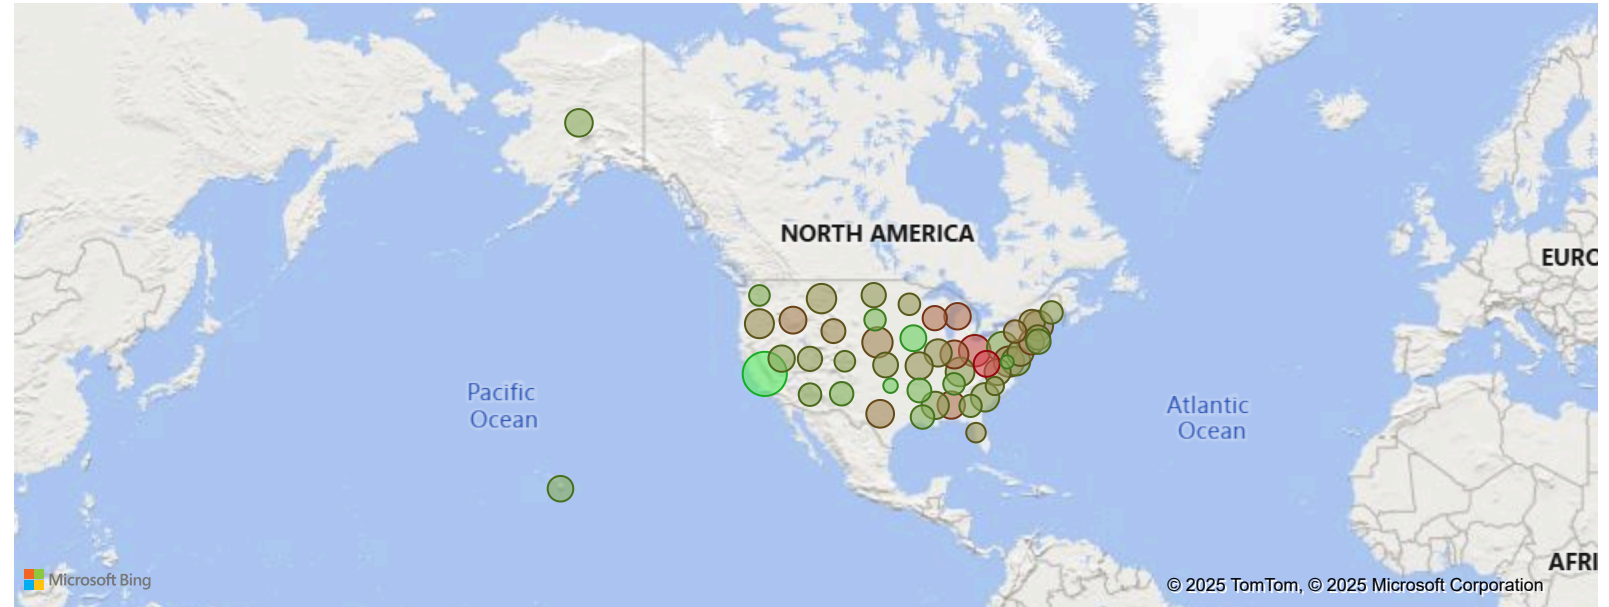 NORTH AMERICA
EURO
Pacific
Ocean
Atlantic
Ocean
AFRI
Microsoft Bing
© 2025 TomTom, © 2025 Microsoft Corporation